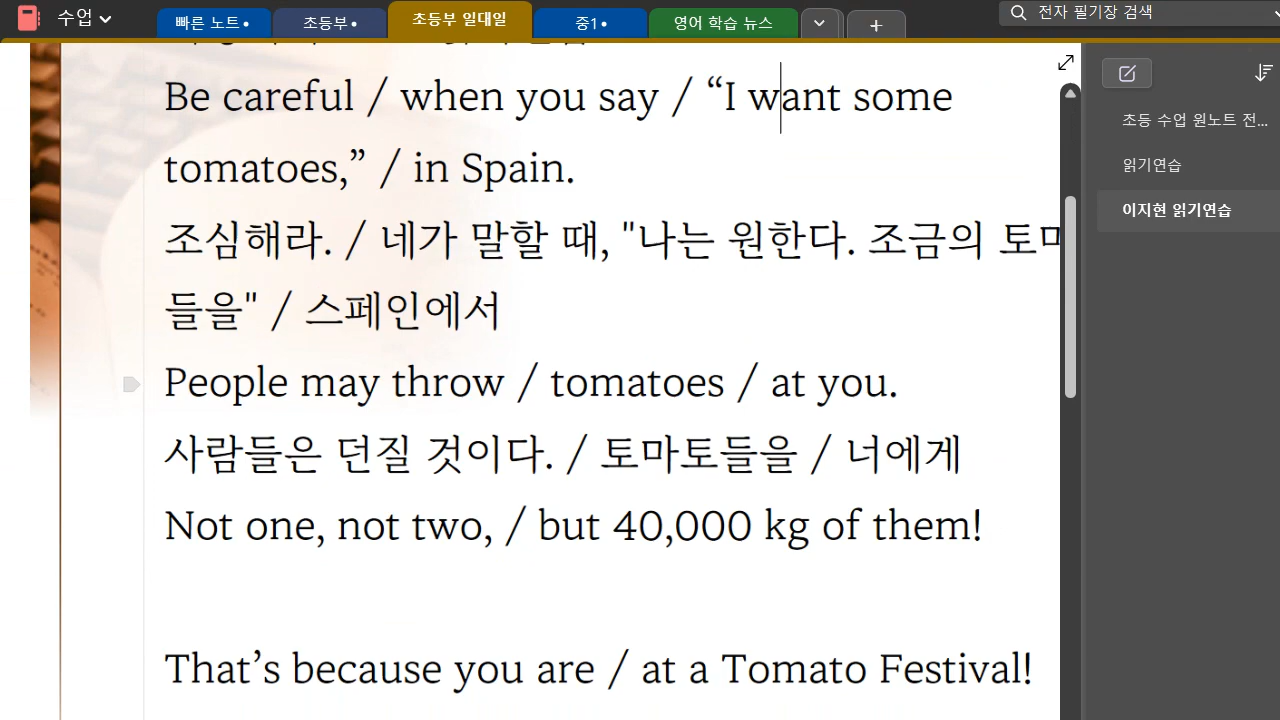 수업
빠른 노트•
초등부•
초등부 일대일
중1•
영어 학습 뉴스
+
전자 필기장 검색
Be careful / when you say / “I want some
tomatoes,” / in Spain.
조심해라. / 네가 말할 때, "나는 원한다. 조금의 토마
들을" / 스페인에서
People may throw / tomatoes / at you.
사람들은 던질 것이다. / 토마토들을 / 너에게
Not one, not two, / but 40,000 kg of them!
That’s because you are / at a Tomato Festival!
초등 수업 원노트 전...
읽기연습
이지현 읽기연습